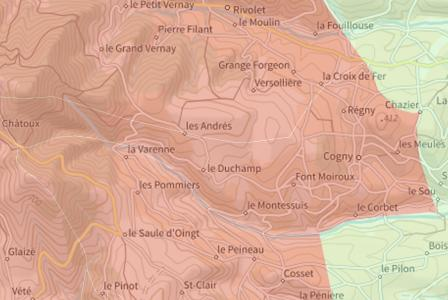 le Petit Vernay
Rivolet
le Moulin
la Fouillouse
Pierre Filant
le Grand Vernay
Grange Forgeon
la Croix de Fer
Versollière
Régny
Chazier
412
Châtoux
les Andrés
les Meules
la Varenne
Cogny
le Duchamp
Font Moiroux
les Pommiers
le Sou
le Montessuis
le Corbet
le Saule d'Oingt
Glaizé
le Peineau
le Pilon
Cosset
Vété
le Pinot
St-Clair
la Pénière